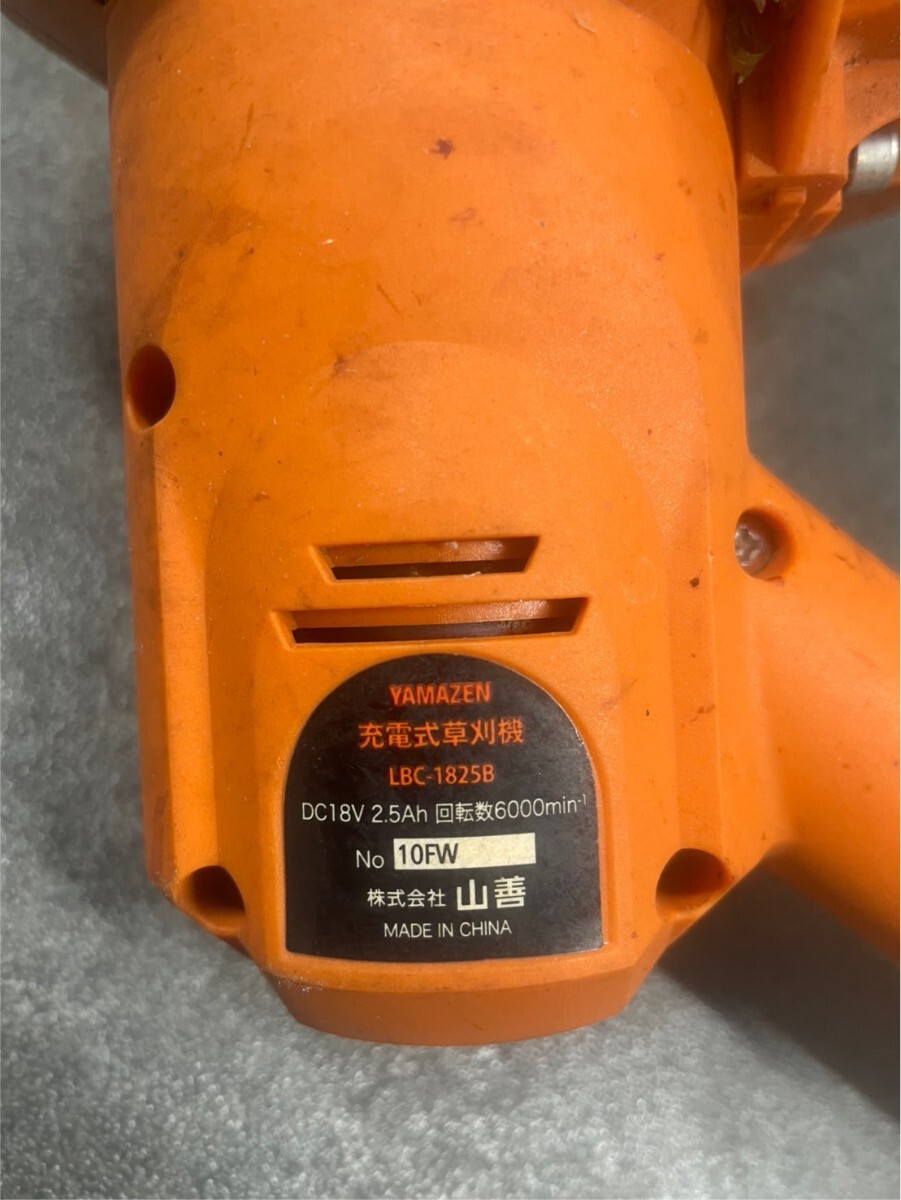 YAMAZEN
充電式草刈機
LBC-1825B
DC18V 2.5Ah 回転数6000min⁻¹
No 10FW
株式会社 山善
MADE IN CHINA